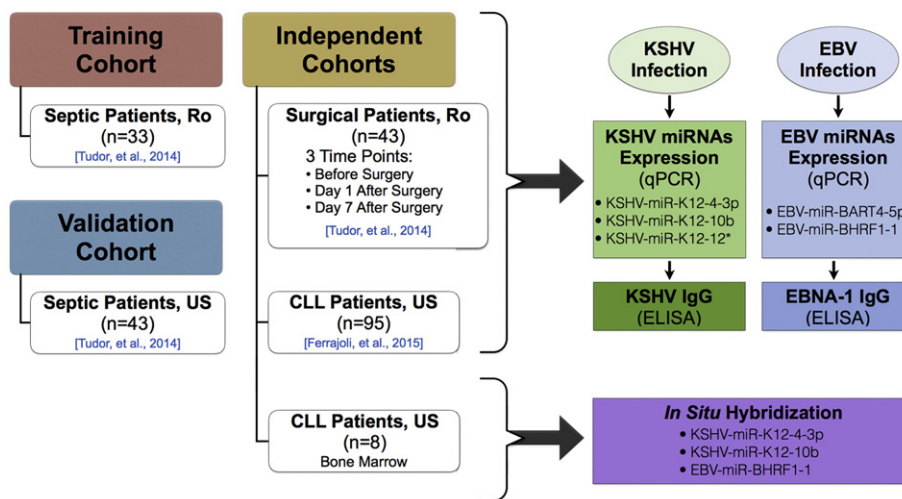 Training
Cohort
Septic Patients, Ro
(n=33)
[Tudor, et al., 2014]
Validation
Cohort
Septic Patients, US
(n=43)
[Tudor, et al., 2014]
Independent
Cohorts
Surgical Patients, Ro
(n=43)
3 Time Points:
• Before Surgery
• Day 1 After Surgery
• Day 7 After Surgery
[Tudor, et al., 2014]
CLL Patients, US
(n=95)
[Ferrajoli, et al., 2015]
CLL Patients, US
(n=8)
Bone Marrow
KSHV
Infection
KSHV miRNAs
Expression
(qPCR)
• KSHV-miR-K12-4-3p
• KSHV-miR-K12-10b
• KSHV-miR-K12-12*
KSHV IgG
(ELISA)
EBV
Infection
EBV miRNAs
Expression
(qPCR)
• EBV-miR-BART4-5p
• EBV-miR-BHRF1-1
EBNA-1 IgG
(ELISA)
In Situ Hybridization
• KSHV-miR-K12-4-3p
• KSHV-miR-K12-10b
• EBV-miR-BHRF1-1